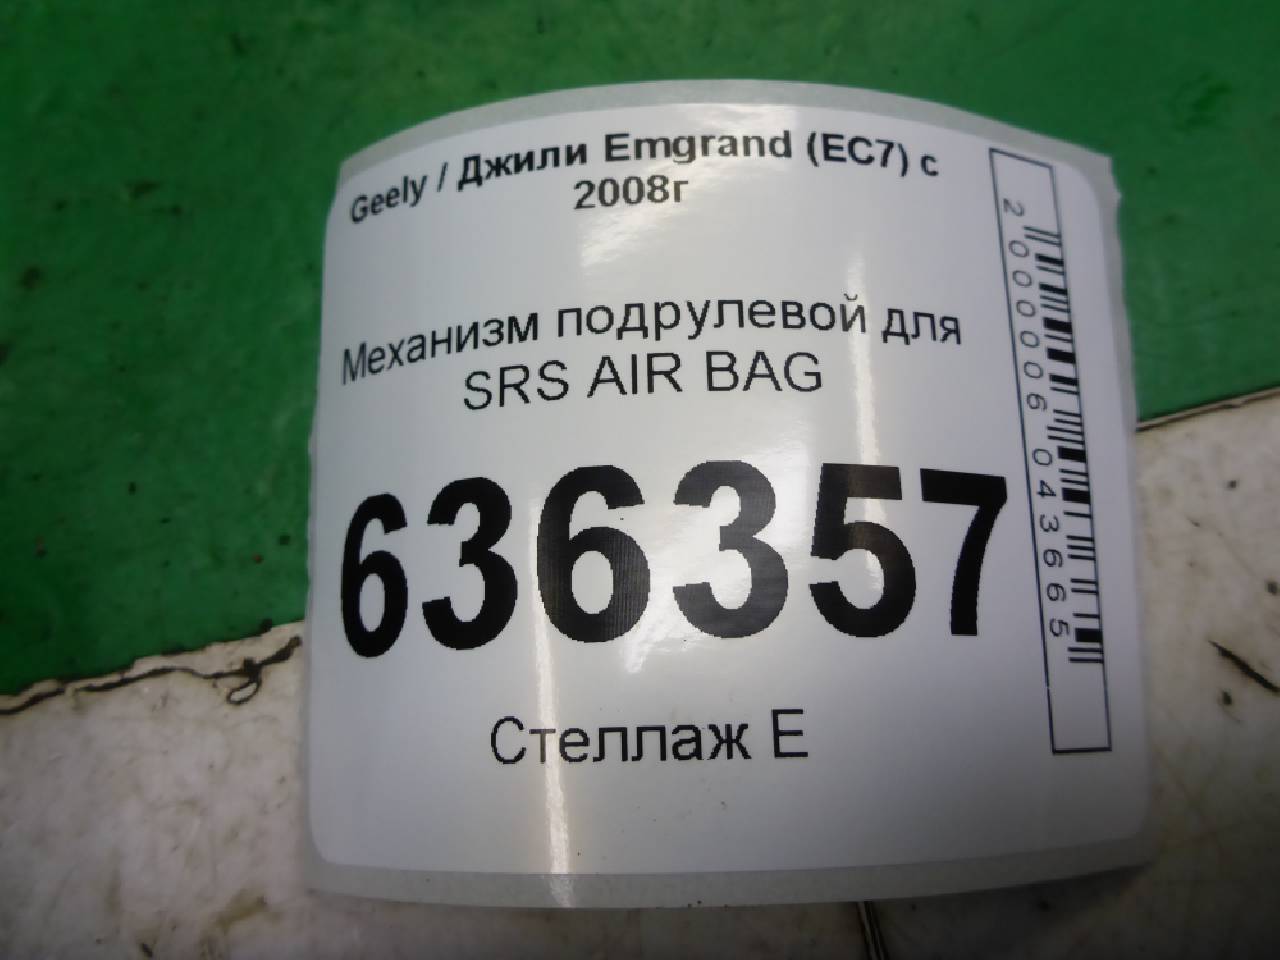 Geely / Джили Emgrand (EC7) с
2008г
Механизм подрулевой для
SRS AIR BAG
636357
Стеллаж Е
2000006043665